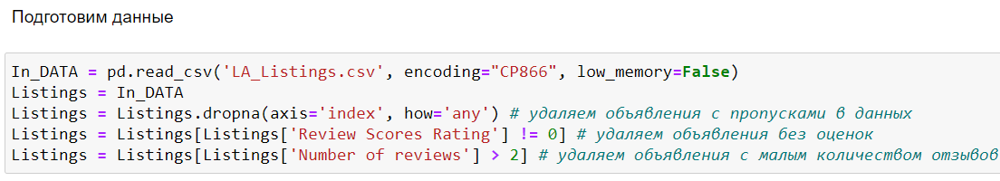 Подготовим данные
In_DATA = pd.read_csv('LA_Listings.csv', encoding="CP866", low_memory=False)
Listings = In_DATA
Listings = Listings.dropna(axis='index', how='any') # удаляем объявления с пропусками в данных
Listings = Listings[Listings['Review Scores Rating'] != 0] # удаляем объявления без оценок
Listings = Listings[Listings['Number of reviews'] > 2] # удаляем объявления с малым количеством отзывов